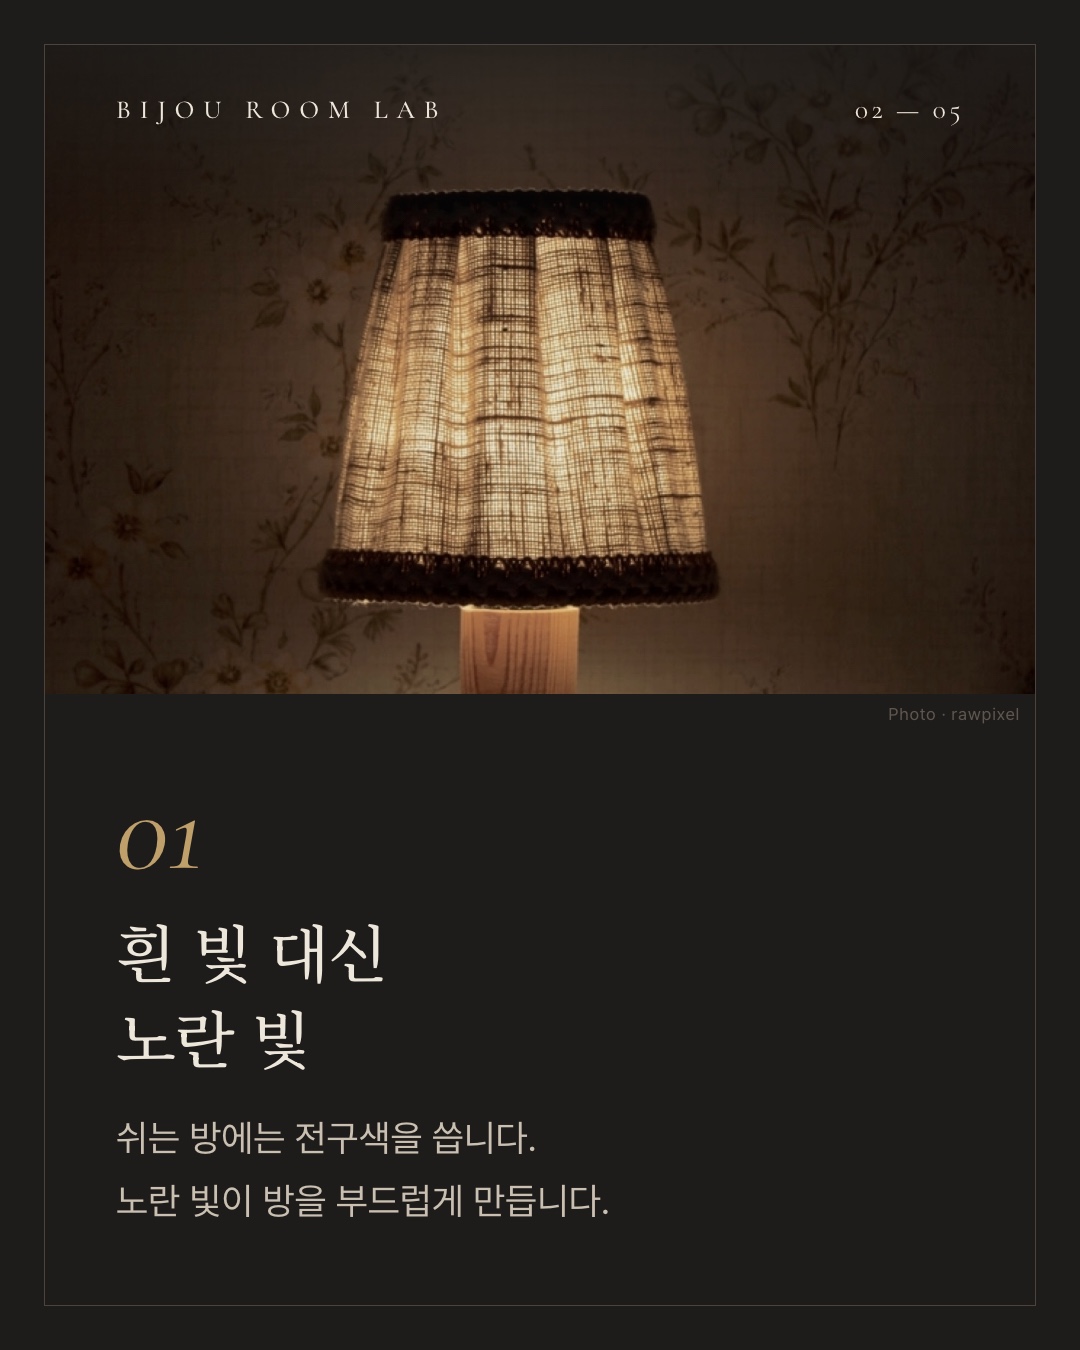 BIJOU ROOM LAB
02 — 05
Photo · rawpixel
01
흰 빛 대신
노란 빛
쉬는 방에는 전구색을 씁니다.
노란 빛이 방을 부드럽게 만듭니다.